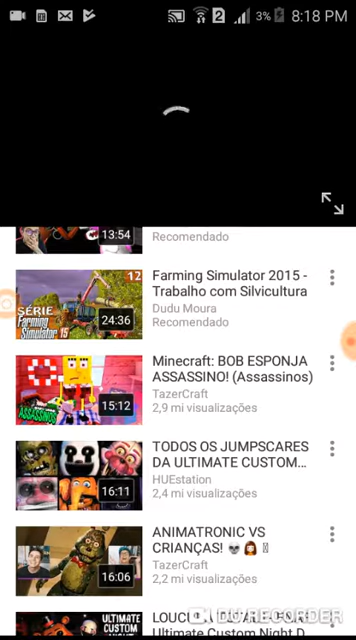 2 3% 8:18 PM
13:54
Recomendado
12
SÉRIE
Farming
Simulator 15
24:36
Farming Simulator 2015 -
Trabalho com Silvicultura
Dudu Moura
Recomendado
ASSASSINOS
15:12
Minecraft: BOB ESPONJA
ASSASSINO! (Assassinos)
TazerCraft
2,9 mi visualizações
16:11
TODOS OS JUMPSCARES
DA ULTIMATE CUSTOM...
HUEstation
2,4 mi visualizações
16:06
ANIMATRONIC VS
CRIANÇAS! 💀👩
TazerCraft
2,2 mi visualizações
ULTIMATE
CUSTOM
Ultimate Custom Night D
RECORDER